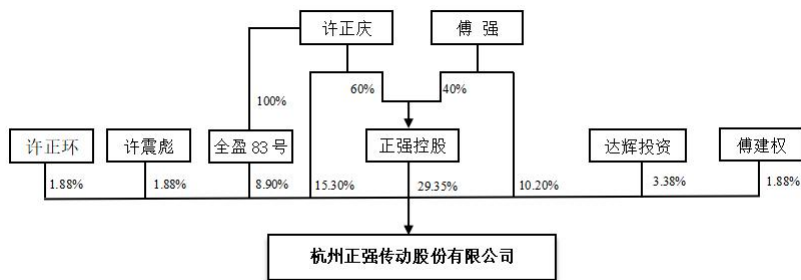 许正庆
傅 强
60%
40%
100%
许正环
许震彪
全盈 83 号
正强控股
达辉投资
傅建权
1.88%
1.88%
8.90%
15.30%
29.35%
10.20%
3.38%
1.88%
杭州正强传动股份有限公司